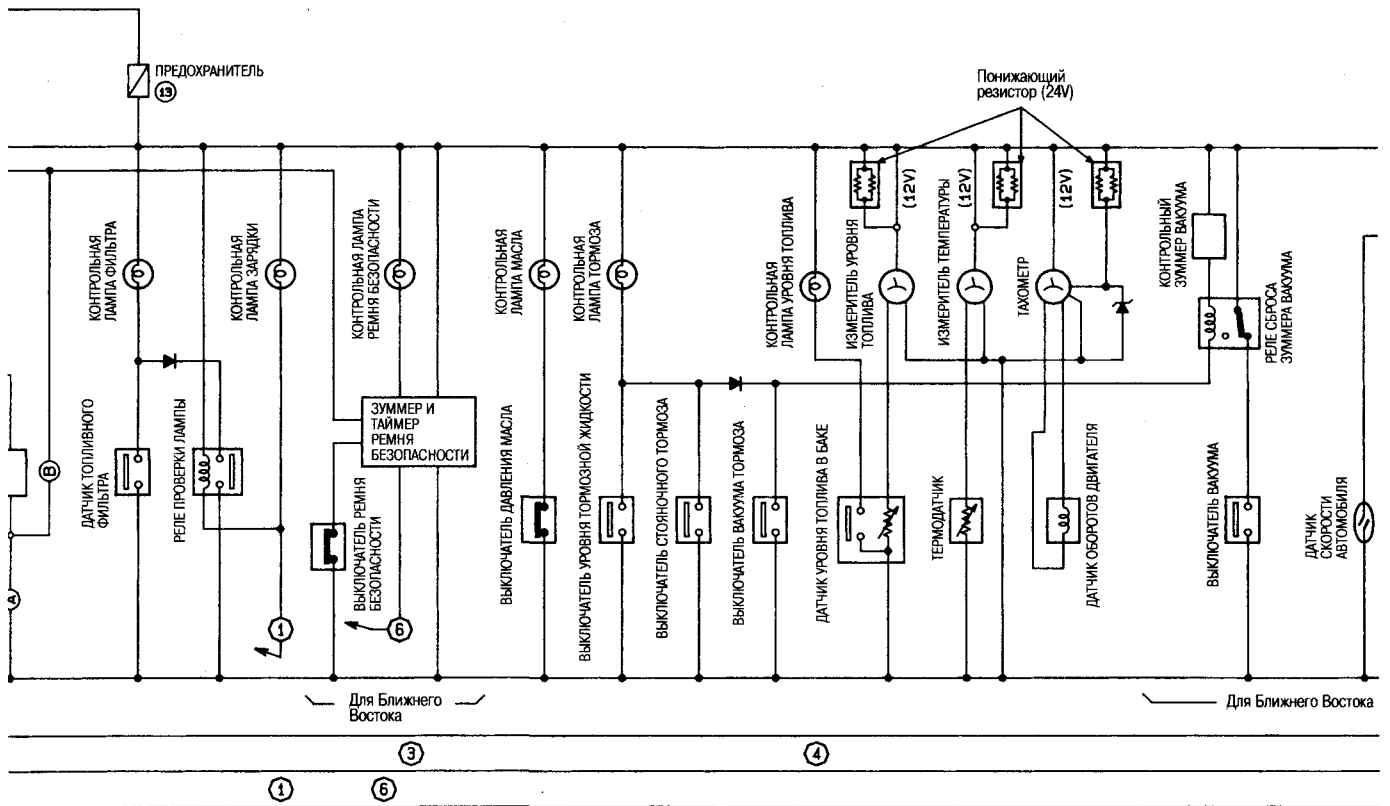 ПРЕДОХРАНИТЕЛЬ
13
Понижающий
резистор (24V)
КОНТРОЛЬНАЯ
ЛАМПА ФИЛЬТРА
КОНТРОЛЬНАЯ
ЛАМПА ЗАРЯДКИ
КОНТРОЛЬНАЯ ЛАМПА
РЕМНЯ БЕЗОПАСНОСТИ
КОНТРОЛЬНАЯ
ЛАМПА МАСЛА
КОНТРОЛЬНАЯ
ЛАМПА ТОРМОЗА
КОНТРОЛЬНАЯ
ЛАМПА УРОВНЯ ТОПЛИВА
ИЗМЕРИТЕЛЬ УРОВНЯ
ТОПЛИВА
(12V)
ИЗМЕРИТЕЛЬ ТЕМПЕРАТУРЫ
(12V)
ТАХОМЕТР
(12V)
КОНТРОЛЬНЫЙ
ЗУММЕР ВАКУУМА
РЕЛЕ СБРОСА
ЗУММЕРА ВАКУУМА
B
A
ДАТЧИК ТОПЛИВНОГО
ФИЛЬТРА
РЕЛЕ ПРОВЕРКИ ЛАМПЫ
ЗУММЕР И
ТАЙМЕР
РЕМНЯ
БЕЗОПАСНОСТИ
ВЫКЛЮЧАТЕЛЬ РЕМНЯ
БЕЗОПАСНОСТИ
ВЫКЛЮЧАТЕЛЬ ДАВЛЕНИЯ МАСЛА
ВЫКЛЮЧАТЕЛЬ УРОВНЯ ТОРМОЗНОЙ ЖИДКОСТИ
ВЫКЛЮЧАТЕЛЬ СТОЯНОЧНОГО ТОРМОЗА
ВЫКЛЮЧАТЕЛЬ ВАКУУМА ТОРМОЗА
ДАТЧИК УРОВНЯ ТОПЛИВА В БАКЕ
ТЕРМОДАТЧИК
ДАТЧИК ОБОРОТОВ ДВИГАТЕЛЯ
ВЫКЛЮЧАТЕЛЬ ВАКУУМА
ДАТЧИК
СКОРОСТИ
АВТОМОБИЛЯ
1
6
Для Ближнего
Востока
Для Ближнего Востока
3
4
1
6